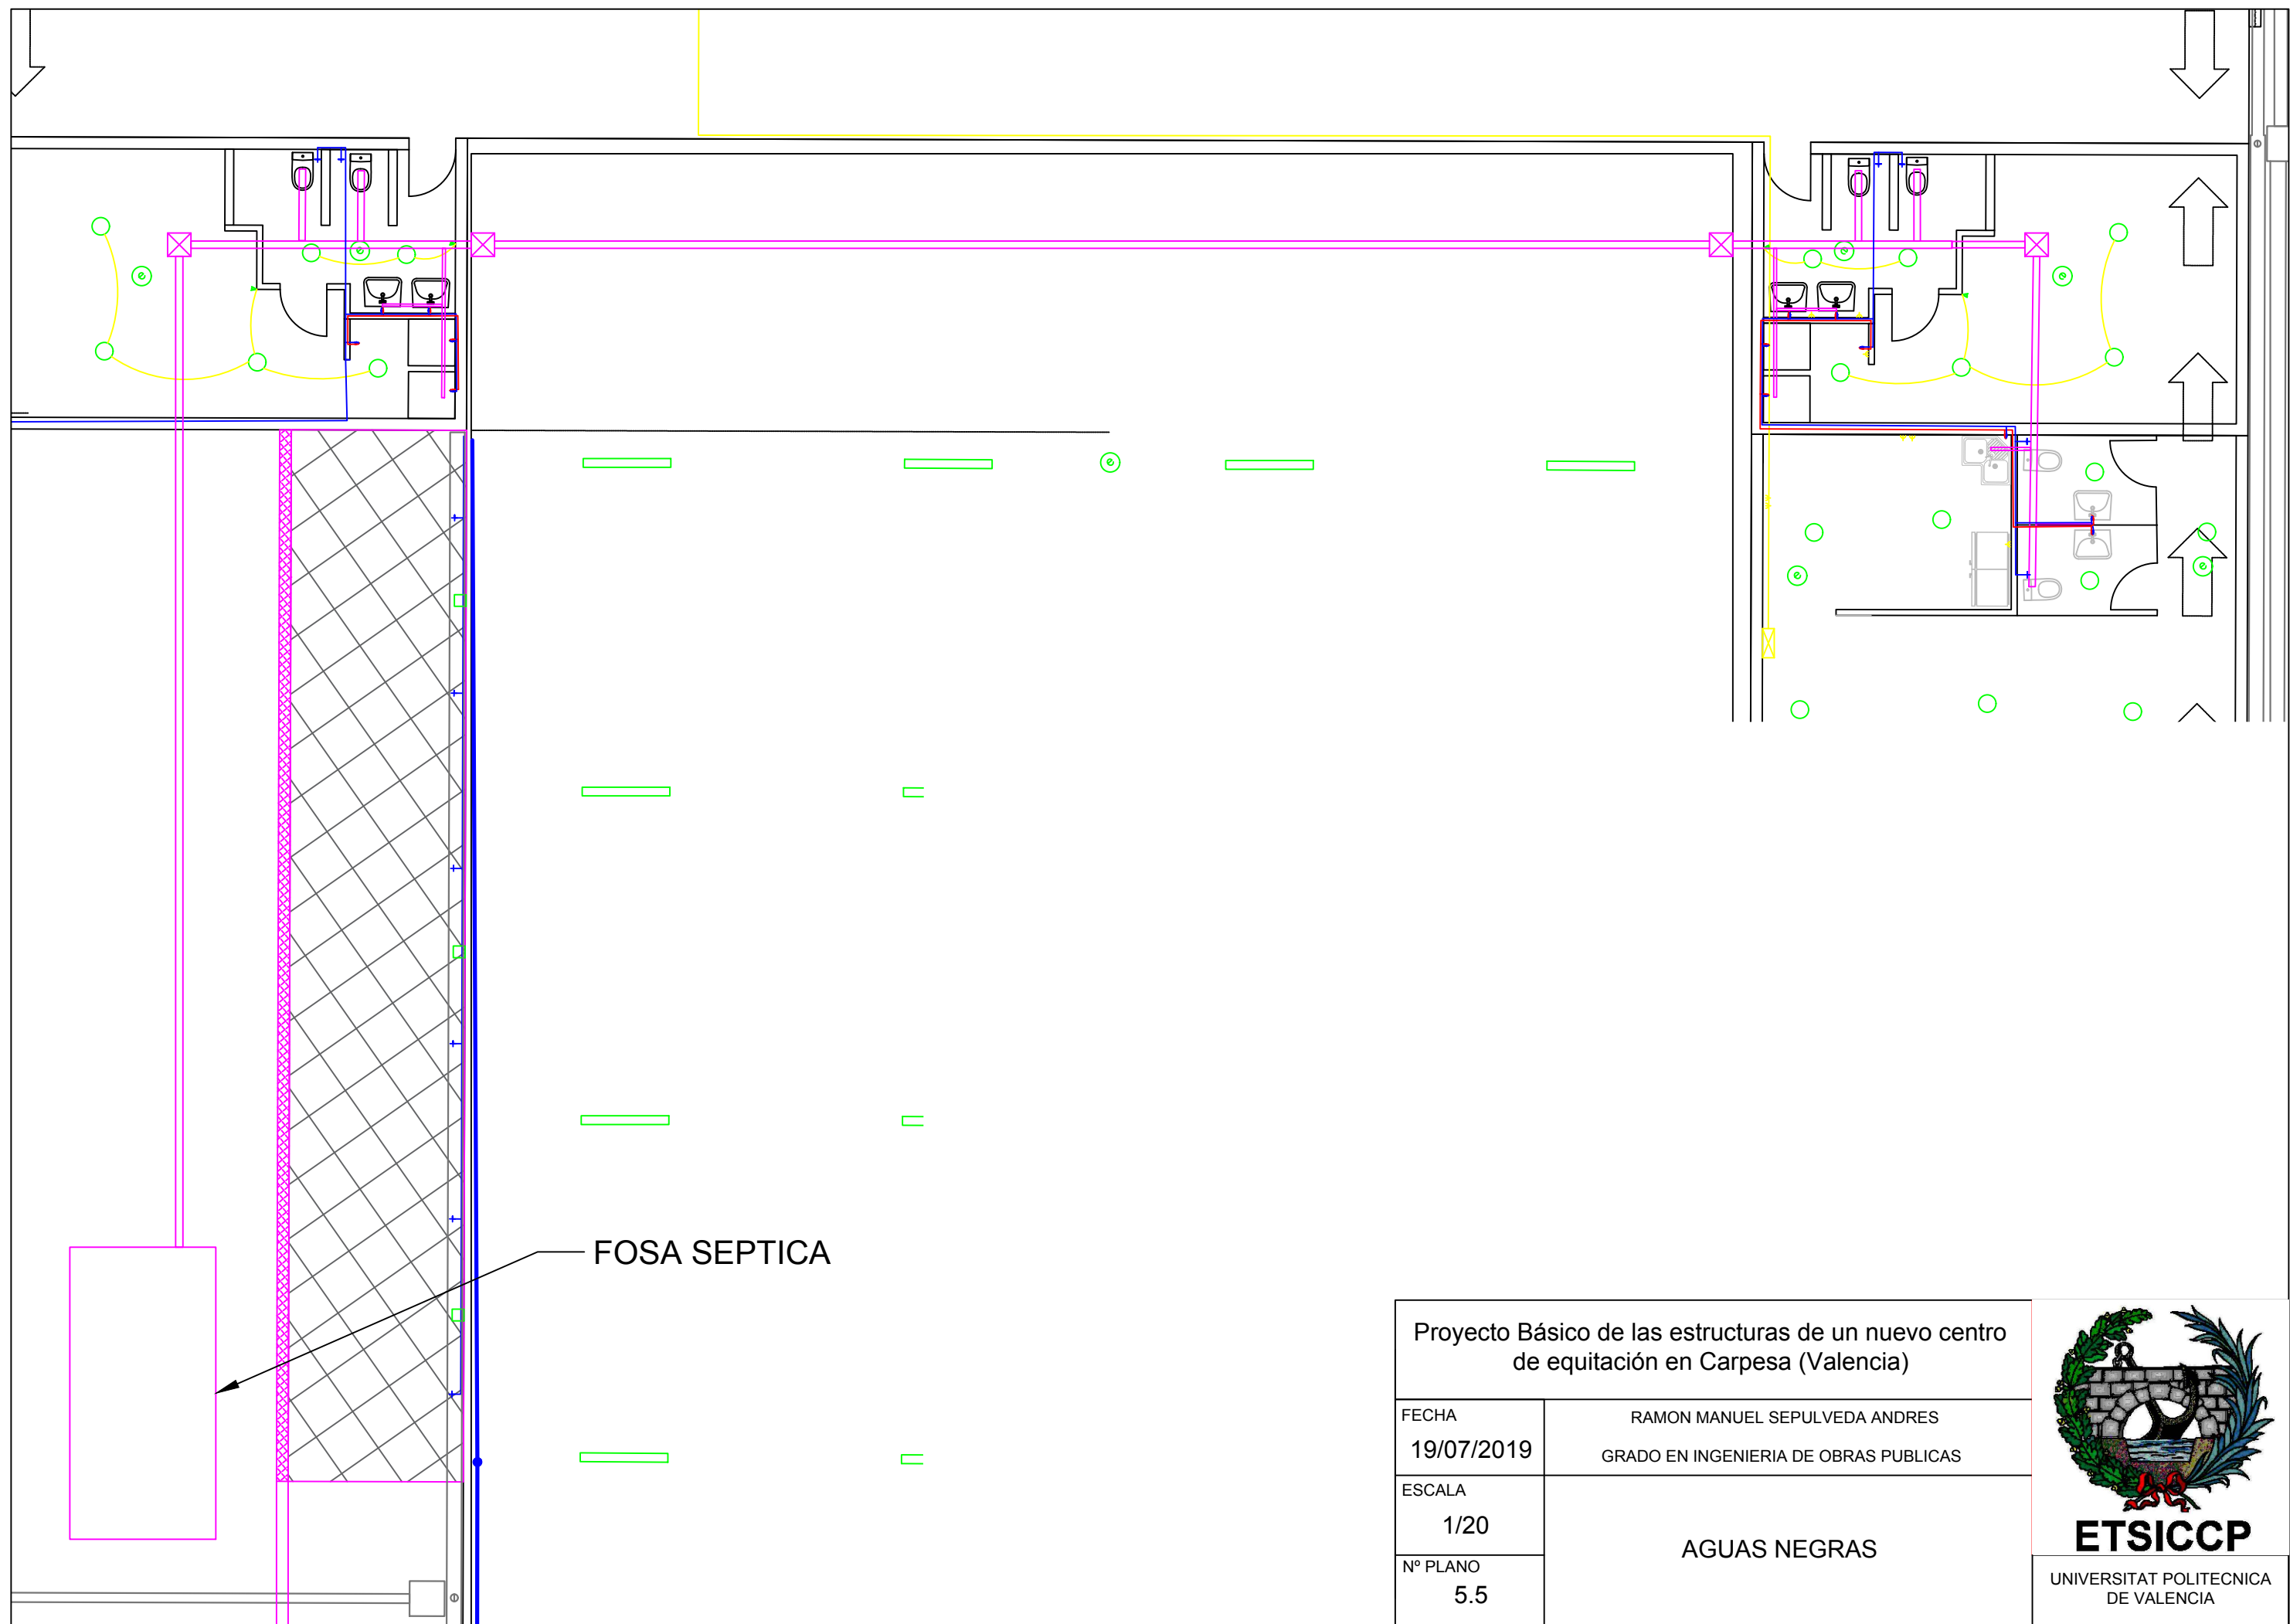 FOSA SEPTICA
Proyecto Básico de las estructuras de un nuevo centro
de equitación en Carpesa (Valencia)
FECHA
19/07/2019
RAMON MANUEL SEPULVEDA ANDRES
GRADO EN INGENIERIA DE OBRAS PUBLICAS
ESCALA
1/20
AGUAS NEGRAS
Nº PLANO
5.5
ETSICCP
UNIVERSITAT POLITECNICA
DE VALENCIA